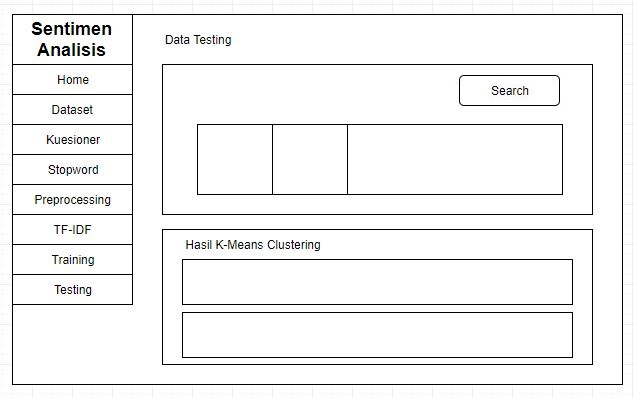 Sentimen
Analisis
Home
Dataset
Kuesioner
Stopword
Preprocessing
TF-IDF
Training
Testing
Data Testing
Search
Hasil K-Means Clustering